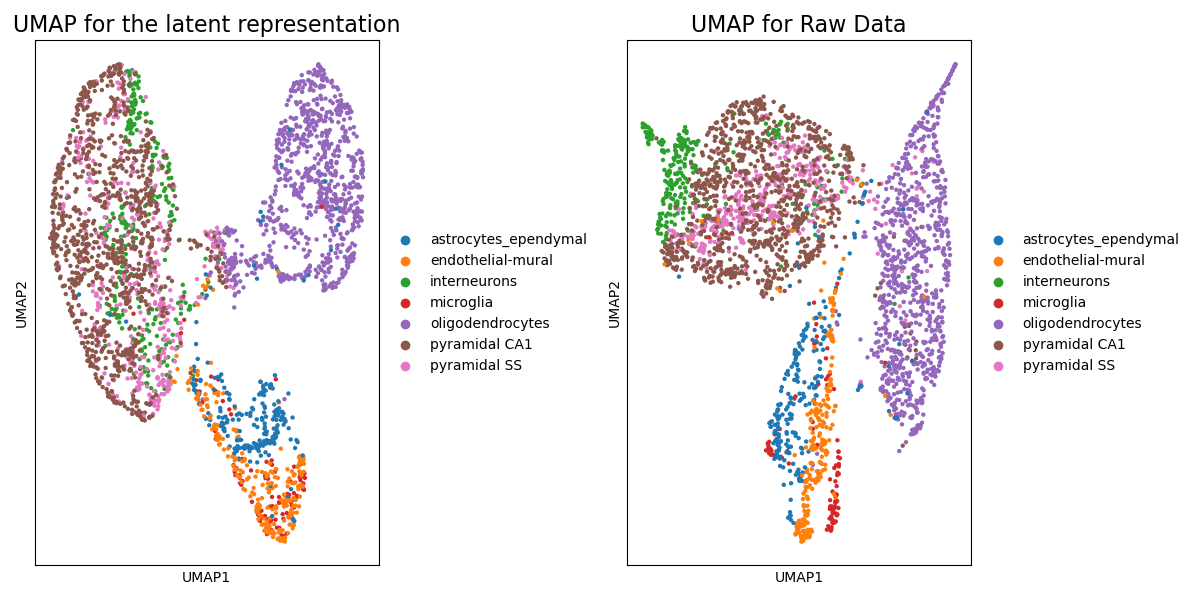 UMAP for the latent representation
UMAP2
UMAP1
astrocytes_ependymal
endothelial-mural
interneurons
microglia
oligodendrocytes
pyramidal CA1
pyramidal SS
UMAP for Raw Data
UMAP2
UMAP1
astrocytes_ependymal
endothelial-mural
interneurons
microglia
oligodendrocytes
pyramidal CA1
pyramidal SS